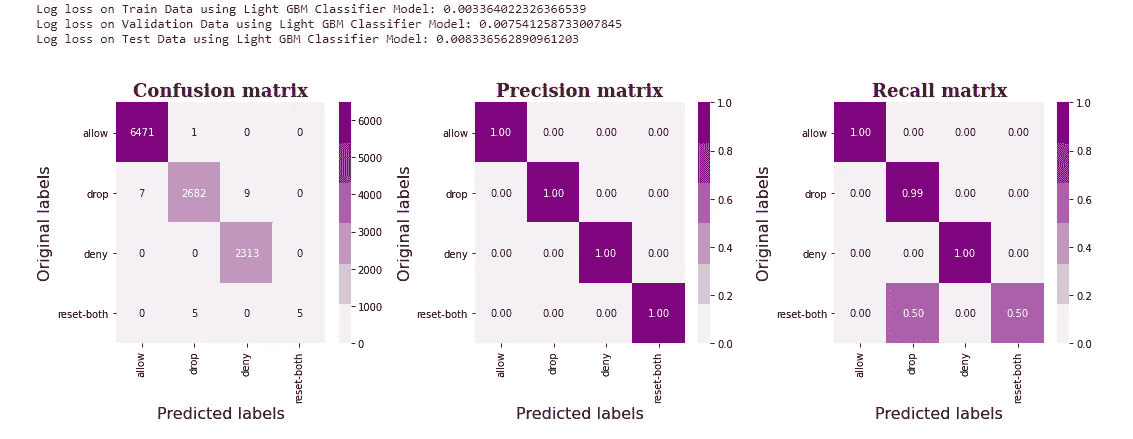 Log loss on Train Data using Light GBM Classifier Model: 0.003364022326366539
Log loss on Validation Data using Light GBM Classifier Model: 0.007541258733007845
Log loss on Test Data using Light GBM Classifier Model: 0.008336562890961203
Confusion matrix
Original labels
allow 6471 1 0 0
drop 7 2682 9 0
deny 0 0 2313 0
reset-both 0 5 0 5
allow drop deny reset-both
Predicted labels
6000
5000
4000
3000
2000
1000
0
Precision matrix
Original labels
allow 1.00 0.00 0.00 0.00
drop 0.00 1.00 0.00 0.00
deny 0.00 0.00 1.00 0.00
reset-both 0.00 0.00 0.00 1.00
allow drop deny reset-both
Predicted labels
1.0
0.8
0.6
0.4
0.2
0.0
Recall matrix
Original labels
allow 1.00 0.00 0.00 0.00
drop 0.00 0.99 0.00 0.00
deny 0.00 0.00 1.00 0.00
reset-both 0.00 0.50 0.00 0.50
allow drop deny reset-both
Predicted labels
1.0
0.8
0.6
0.4
0.2
0.0